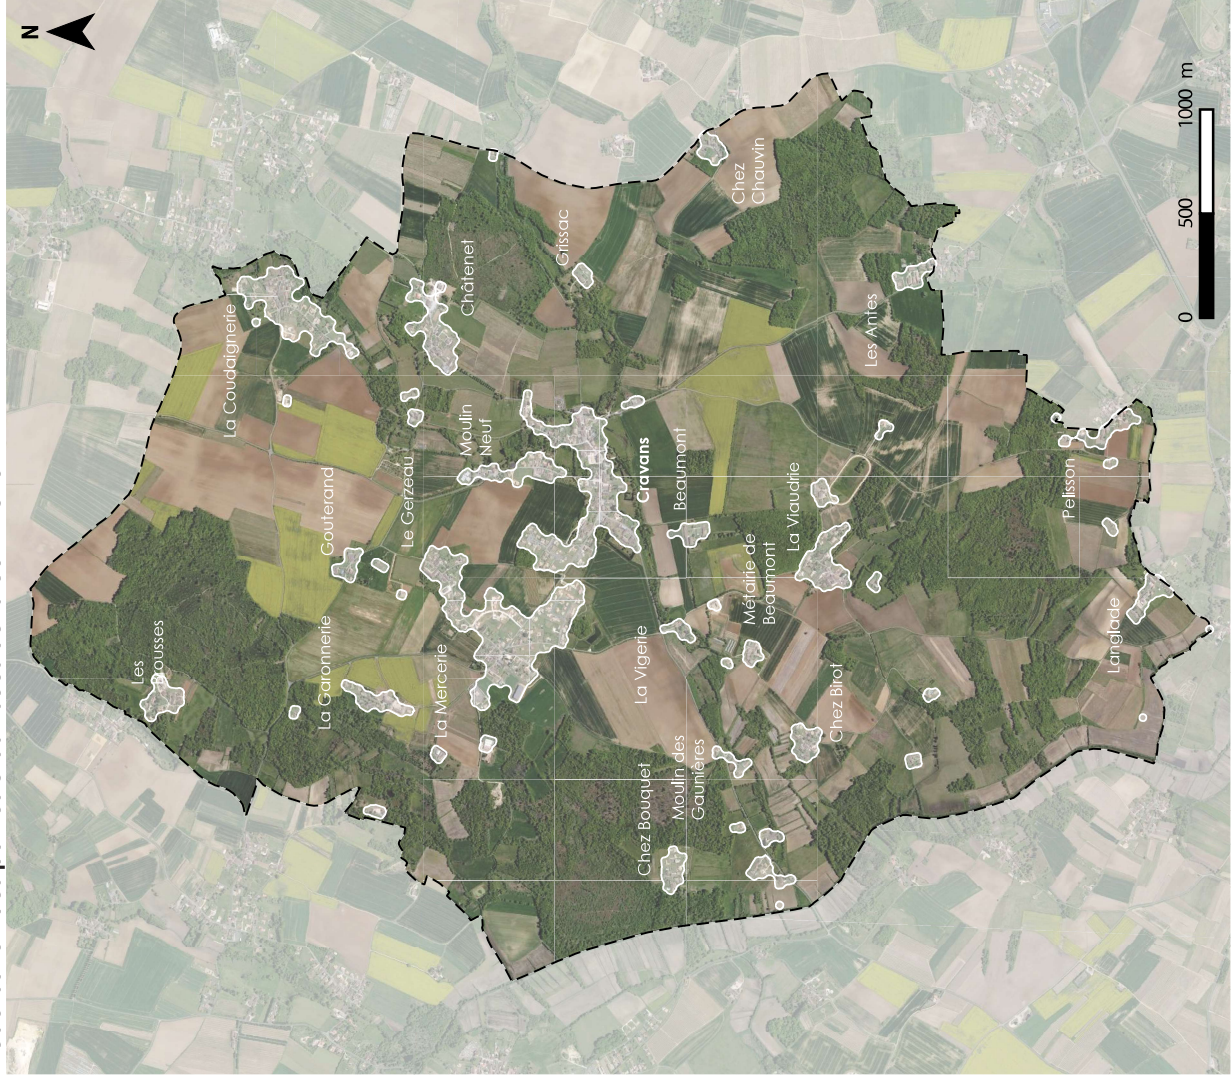 N
Les
Brousses
La Coudaignerie
La Garonnerie
Gouterand
Le Gerzeau
La Mercerie
Moulin
Neuf
Châtenet
Grissac
Chez Bouquet
La Vigerie
Cravans
Moulin des
Gaunières
Beaumont
Chez
Chauvin
Métairie de
Beaumont
La Viaudrie
Chez Birot
Les Antes
Pelisson
Langlade
0 500 1000 m